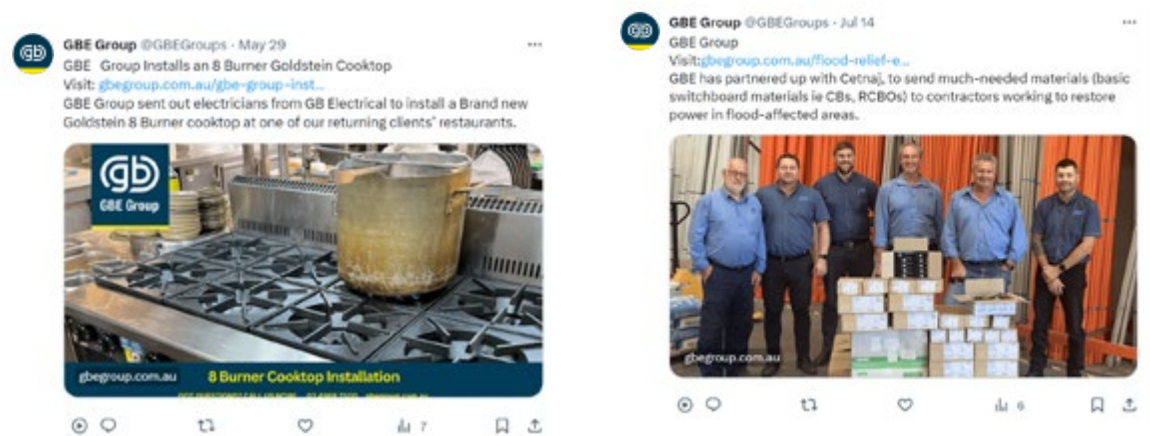 GBE Group @GBEGroups · May 29
GBE Group Installs an 8 Burner Goldstein Cooktop
Visit: gbegroup.com.au/gbe-group-inst...
GBE Group sent out electricians from GB Electrical to install a Brand new
Goldstein 8 Burner cooktop at one of our returning clients' restaurants.
gb
GBE Group
gbegroup.com.au 8 Burner Cooktop Installation
7
GBE Group @GBEGroups · Jul 14
GBE Group
Visit:gbegroup.com.au/flood-relief-e...
GBE has partnered up with Cetnaj, to send much-needed materials (basic
switchboard materials ie CBs, RCBOs) to contractors working to restore
power in flood-affected areas.
gbegroup.com.au
6